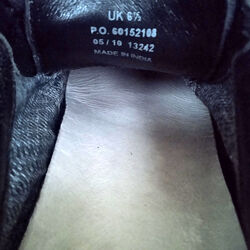 UK 6½
P.O. 60152108
05/10 13242
MADE IN INDIA